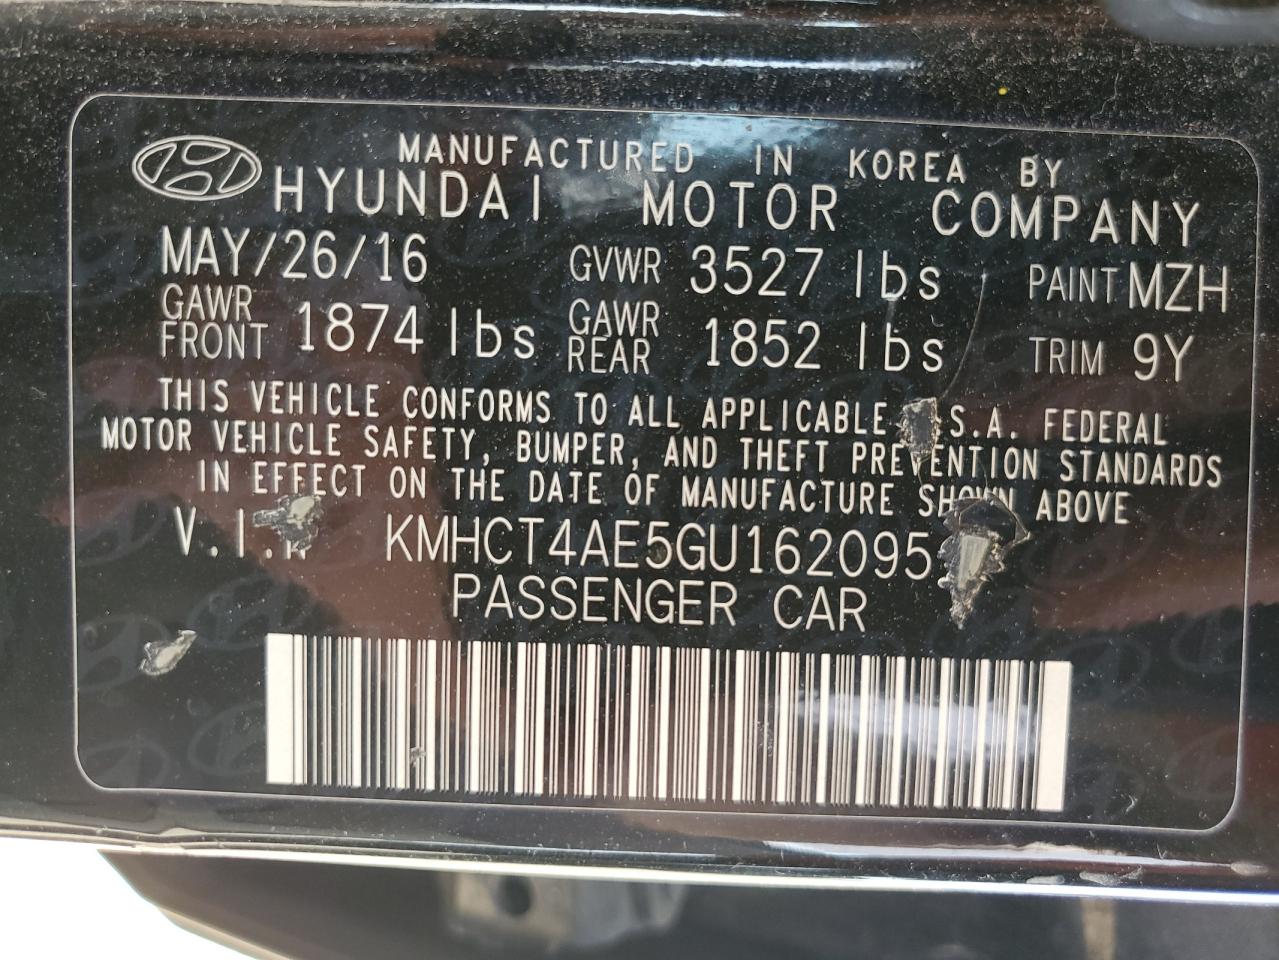 MANUFACTURED IN KOREA BY
HYUNDAI MOTOR COMPANY
MAY/26/16 GVWR 3527 lbs PAINT MZH
GAWR FRONT 1874 lbs GAWR REAR 1852 lbs TRIM 9Y
THIS VEHICLE CONFORMS TO ALL APPLICABLE S.A. FEDERAL
MOTOR VEHICLE SAFETY, BUMPER, AND THEFT PREVENTION STANDARDS
IN EFFECT ON THE DATE OF MANUFACTURE SHOWN ABOVE
V.I.N KMHCT4AE5GU162095
PASSENGER CAR